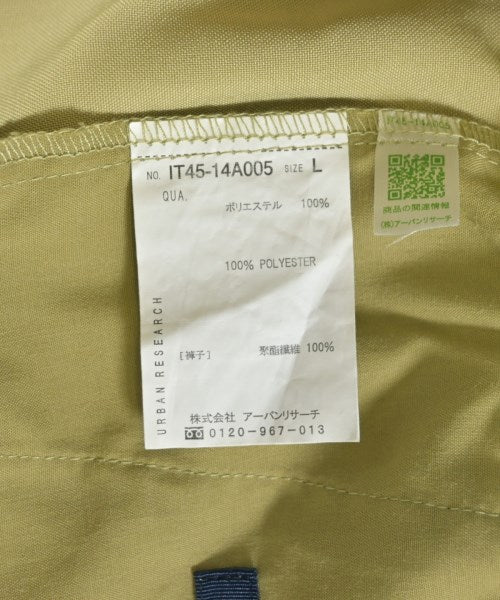 NO. IT45-14A005 SIZE L
QUA.
ポリエステル 100%
100% POLYESTER
[褲子] 聚酯纖維 100%
URBAN RESEARCH
株式会社 アーバンリサーチ
0120-967-013
商品の関連情報
(株)アーバンリサーチ